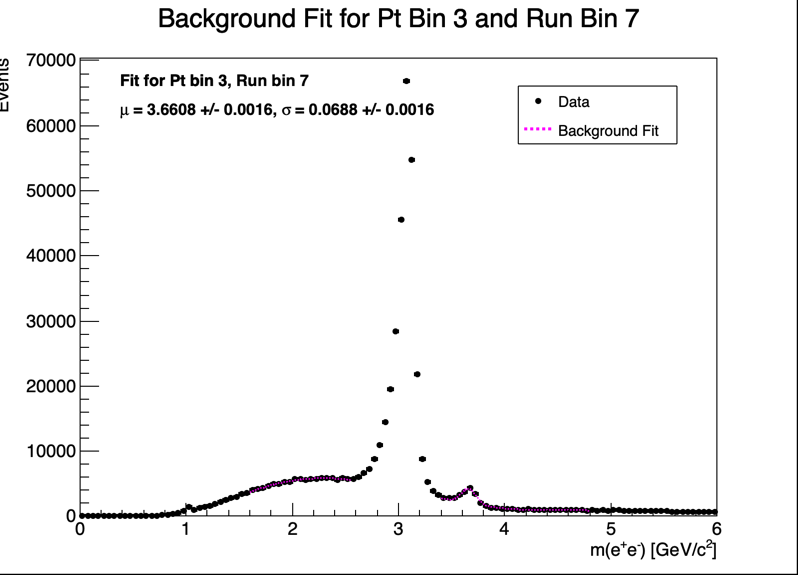 Background Fit for Pt Bin 3 and Run Bin 7
Events
70000
60000
50000
40000
30000
20000
10000
0
Fit for Pt bin 3, Run bin 7
μ = 3.6608 +/- 0.0016, σ = 0.0688 +/- 0.0016
Data
Background Fit
0 1 2 3 4 5 6
m(e⁺e⁻) [GeV/c²]